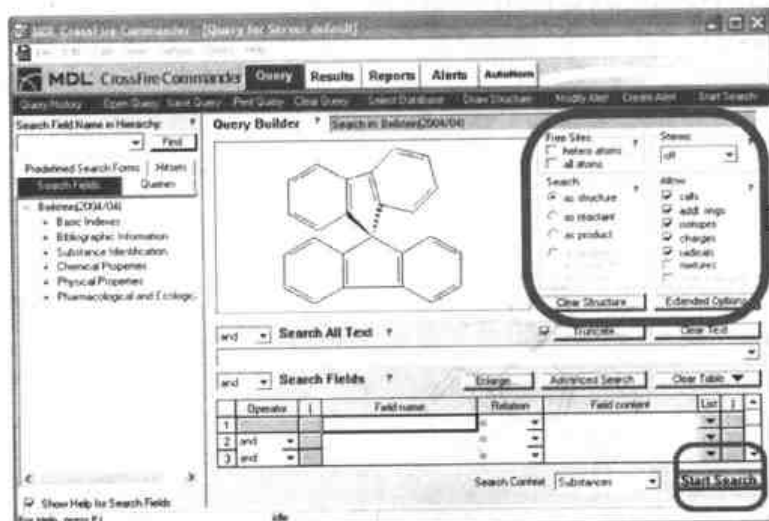 MDL CrossFire Commander - [Query for Server: default]
MDL CrossFire Commander Query Results Reports Alerts AutoNom
Query History Open Query Save Query Print Query Clear Query Select Database Draw Structure Modify Alert Create Alert Start Search
Search Field Name in Hierarchy: ?
Find
Predefined Search Forms Hitsets
Search Fields Queries
Beilstein(2004/04)
Basic Indexes
Bibliographic Information
Substance Identification
Chemical Properties
Physical Properties
Pharmacological and Ecologic
Show Help for Search Fields
Query Builder ? Search in: Beilstein(2004/04)
Free Sites: ?
hetero atoms
all atoms
Stereo: ?
off
Search ?
as structure
as reactant
as product
Allow: ?
salts
addl. rings
isotopes
charges
radicals
mixtures
Clear Structure Extended Options
and Search All Text ? Truncate Clear Text
and Search Fields ? Enlarge... Advanced Search Clear Table
Operator ( Field name Relation Field content List )
1 =
2 and =
3 and =
Search Context: Substances Start Search
For Help, press F1 idle